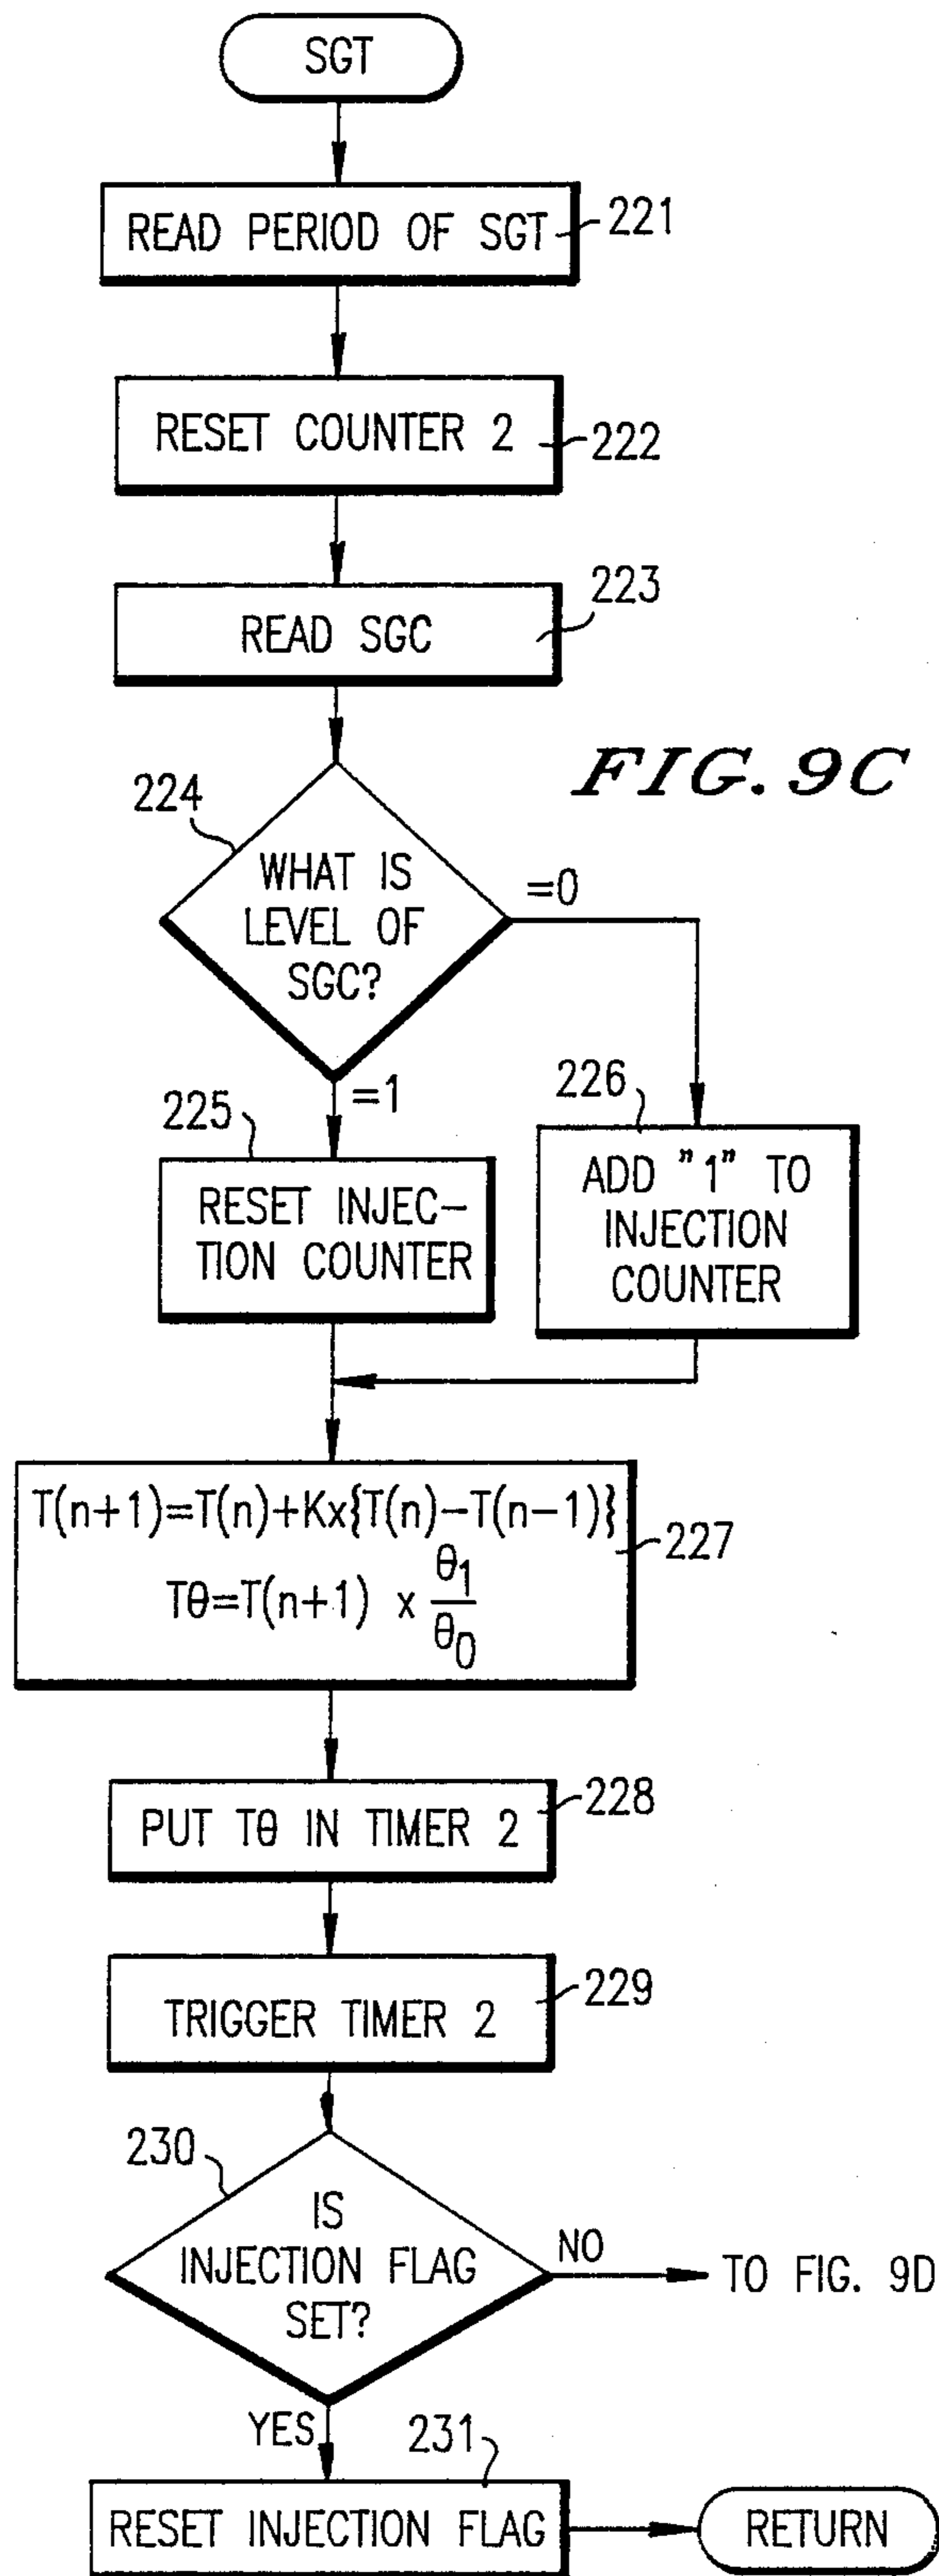 SGT
READ PERIOD OF SGT
221
RESET COUNTER 2
222
READ SGC
223
FIG. 9C
224
WHAT IS
LEVEL OF
SGC?
=0
=1
225
RESET INJEC-
TION COUNTER
226
ADD "1" TO
INJECTION
COUNTER
T(n+1)=T(n)+Kx{T(n)-T(n-1)}
Tθ=T(n+1) x θ1/θ0
227
PUT Tθ IN TIMER 2
228
TRIGGER TIMER 2
229
230
IS
INJECTION FLAG
SET?
NO
TO FIG. 9D
YES
231
RESET INJECTION FLAG
RETURN